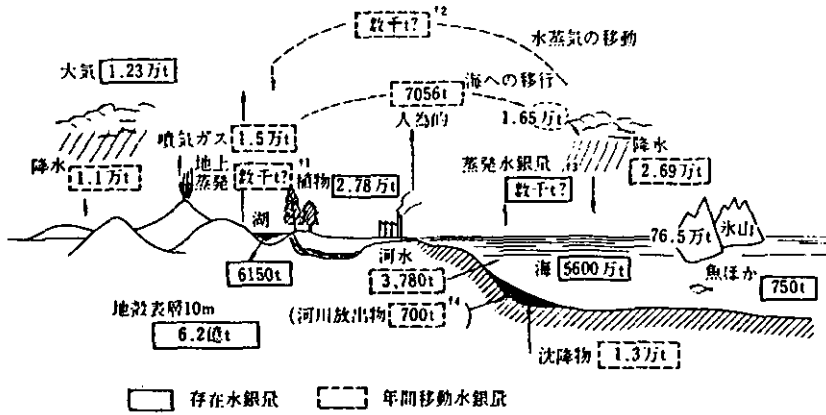 数千t? *2
水蒸気の移動
大気 1.23万t
海への移行
7056t
人為的
1.65万t
噴気ガス 1.5万t
降水
1.1万t
地上蒸発 数千t? *1
植物 2.78万t
蒸発水銀量 *3
数千t?
降水
2.69万t
湖
76.5万t
氷山
6150t
河水
3,780t
海 5600万t
魚ほか 750t
地殻表層10m
6.2億t
(河川放出物 700t *4
沈降物 1.3万t
存在水銀量 年間移動水銀量